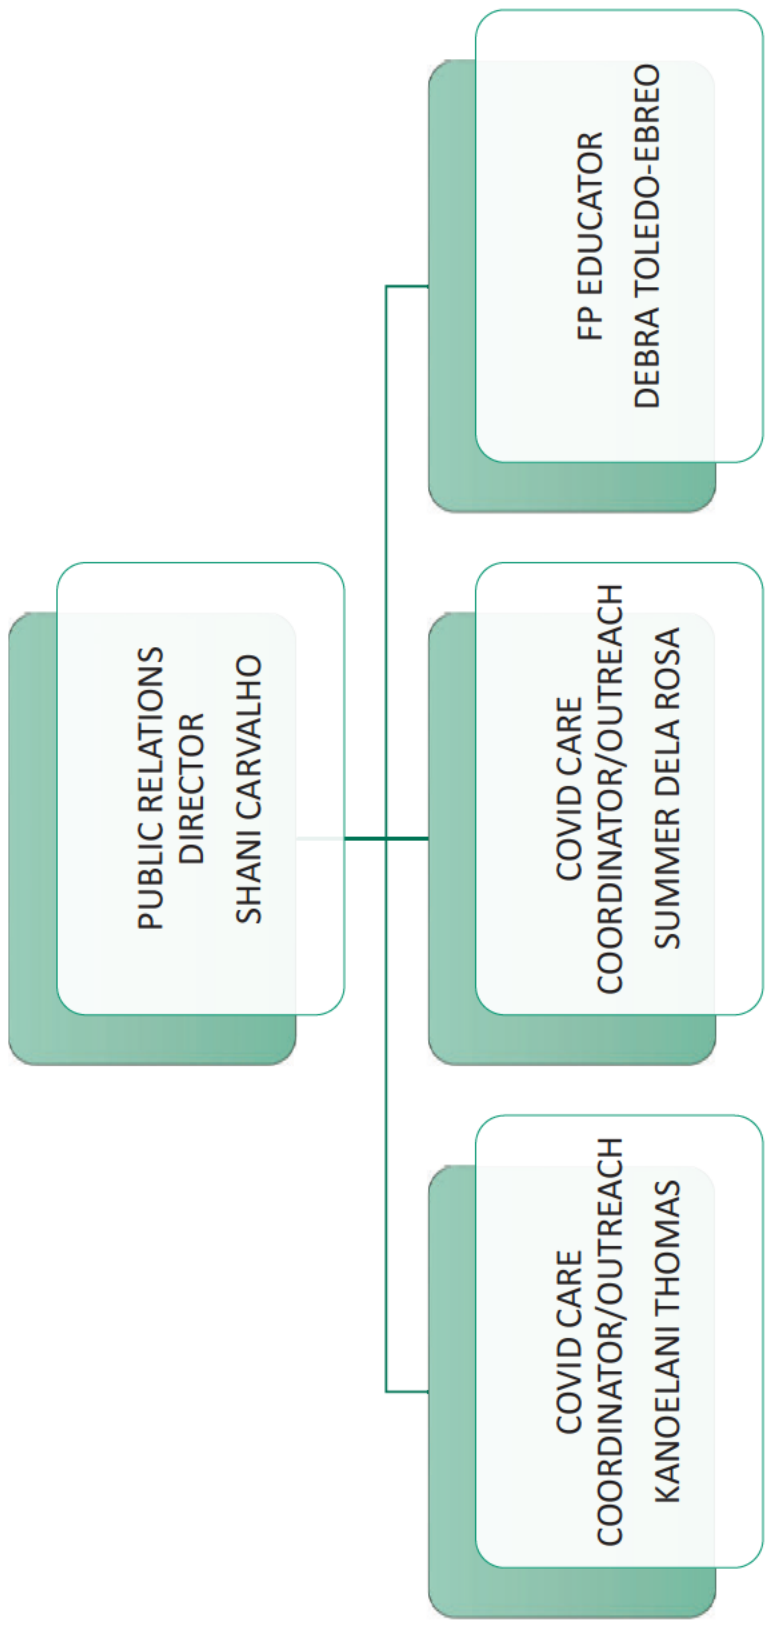 PUBLIC RELATIONS
DIRECTOR
SHANI CARVALHO
COVID CARE
COORDINATOR/OUTREACH
KANOELANI THOMAS
COVID CARE
COORDINATOR/OUTREACH
SUMMER DELA ROSA
FP EDUCATOR
DEBRA TOLEDO-EBREO